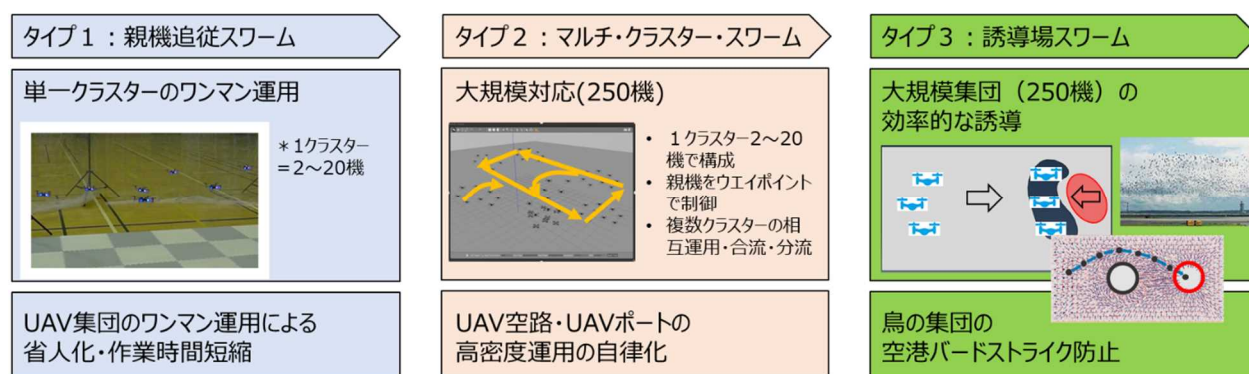 タイプ1：親機追従スワーム
単一クラスターのワンマン運用
＊1クラスター
＝2～20機
UAV集団のワンマン運用による
省人化・作業時間短縮
タイプ2：マルチ・クラスター・スワーム
大規模対応(250機)
• 1クラスター2～20
機で構成
• 親機をウエイポイント
で制御
• 複数クラスターの相
互運用・合流・分流
UAV空路・UAVポートの
高密度運用の自律化
タイプ3：誘導場スワーム
大規模集団（250機）の
効率的な誘導
鳥の集団の
空港バードストライク防止